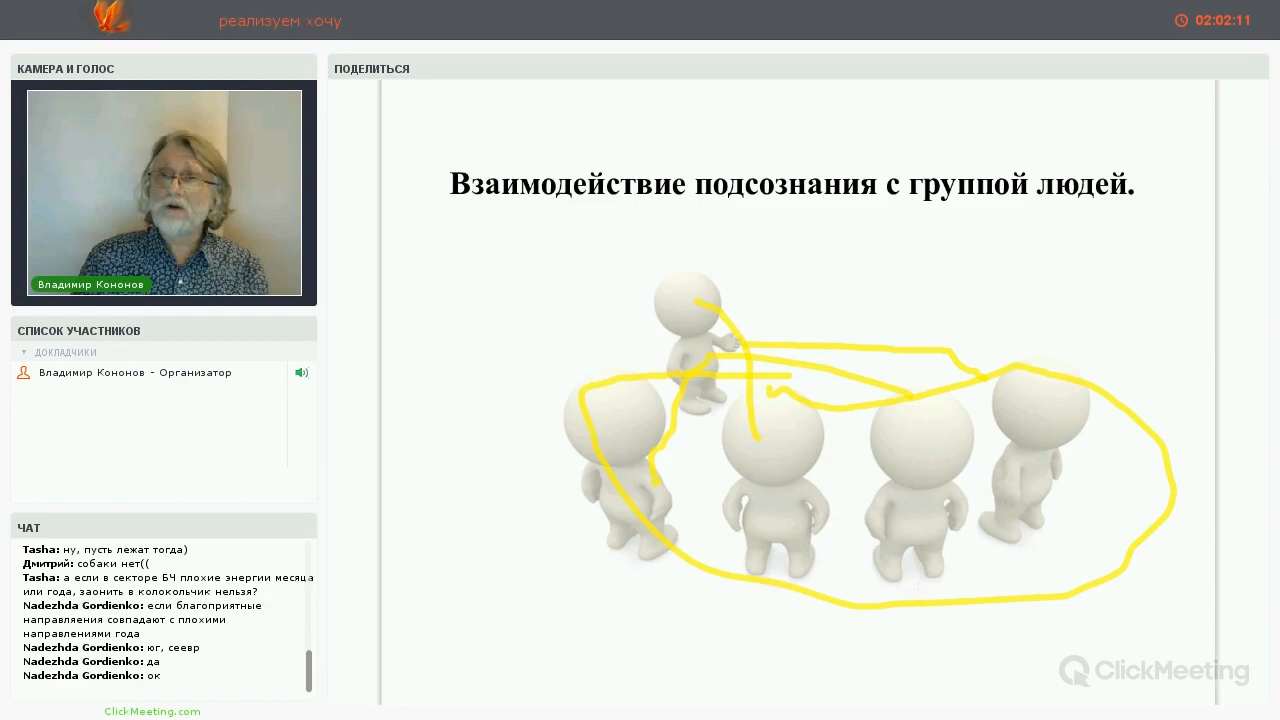 реализуем хочу
02:02:11
КАМЕРА И ГОЛОС
Владимир Кононов
СПИСОК УЧАСТНИКОВ
ДОКЛАДЧИКИ
Владимир Кононов - Организатор
ЧАТ
Tasha: ну, пусть лежат тогда)
Дмитрий: собаки нет((
Tasha: а если в секторе БЧ плохие энергии месяца
или года, заонить в колокольчик нельзя?
Nadezhda Gordienko: если благоприятные
направляения совпадают с плохими
направлениями года
Nadezhda Gordienko: юг, сеевр
Nadezhda Gordienko: да
Nadezhda Gordienko: ок
ClickMeeting.com
ПОДЕЛИТЬСЯ
Взаимодействие подсознания с группой людей.
ClickMeeting